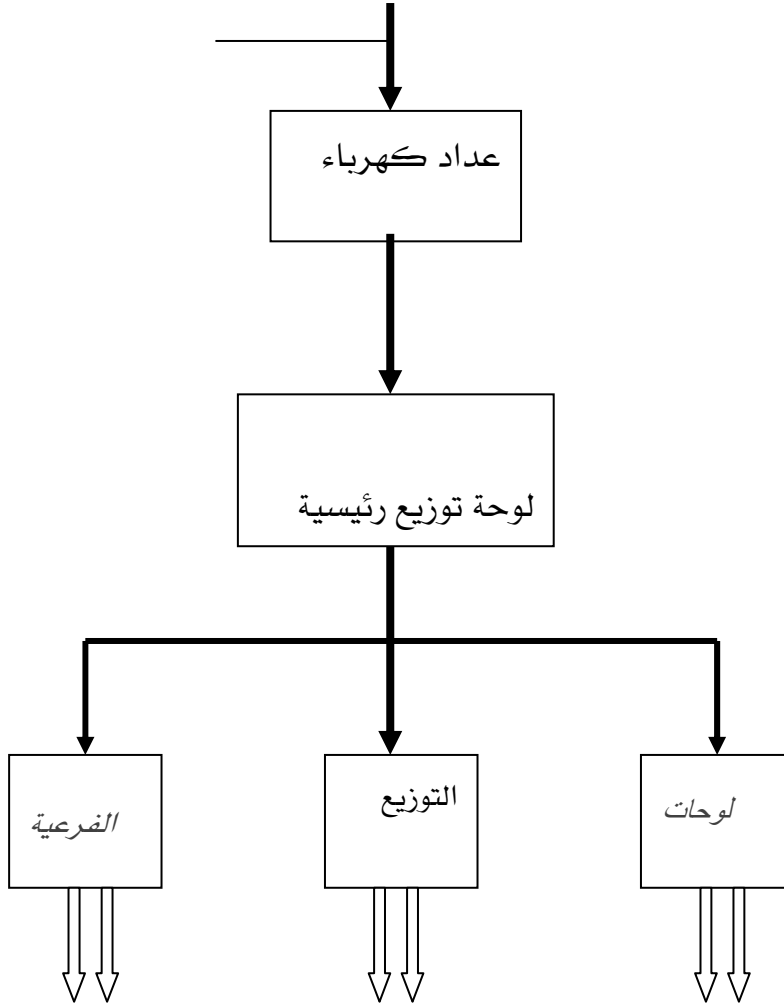 عداد كهرباء
لوحة توزيع رئيسية
لوحات
التوزيع
الفرعية